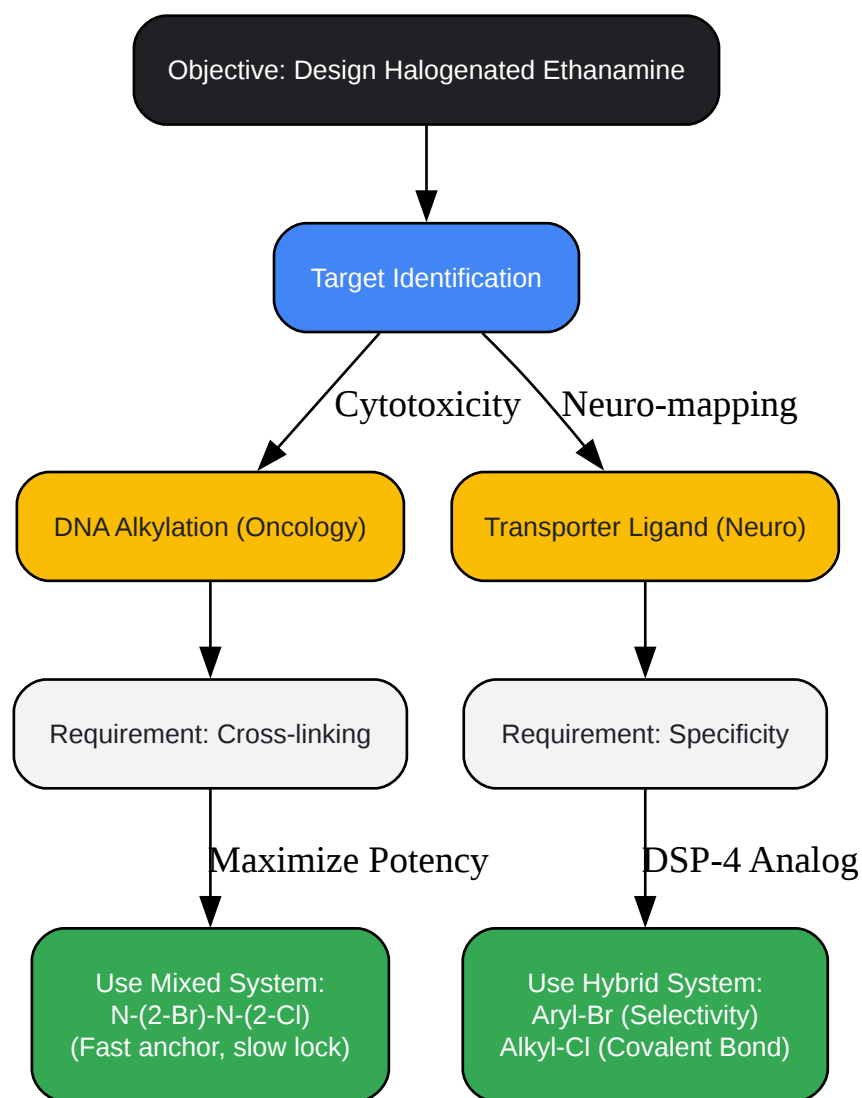 Objective: Design Halogenated Ethanamine
Target Identification
Cytotoxicity
Neuro-mapping
DNA Alkylation (Oncology)
Transporter Ligand (Neuro)
Requirement: Cross-linking
Requirement: Specificity
Maximize Potency
DSP-4 Analog
Use Mixed System:
N-(2-Br)-N-(2-Cl)
(Fast anchor, slow lock)
Use Hybrid System:
Aryl-Br (Selectivity)
Alkyl-Cl (Covalent Bond)